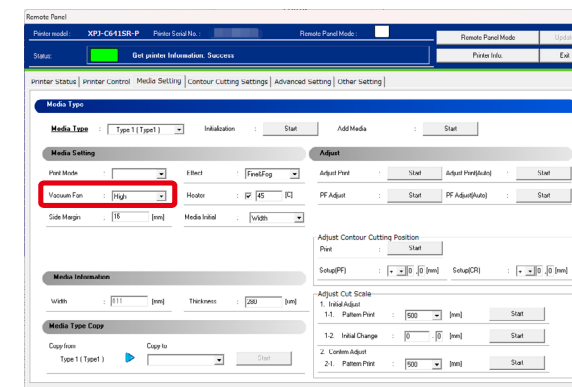 Remote Panel
Printer model : XPJ-C641SR-P Printer Serial No. : Remote Panel Mode : Remote Panel Mode Updat
Status: Get printer Information. Success Printer Info. Exit
Printer Status Printer Control Media Setting Contour Cutting Settings Advanced Setting Other Setting
Media Type
Media Type : Type 1 ( Type1 ) Initialization : Start Add Media : Start
Media Setting Adjust
Print Mode : Effect : Fine&Fog Adjust Print : Start Adjust Print(Auto) : Start
Vacuum Fan : High Heater : 45 [C] PF Adjust : Start PF Adjust(Auto) : Start
Side Margin : 16 [mm] Media Initial : Width
Adjust Contour Cutting Position
Print : Start
Setup(PF) : + 0 . 0 [mm] Setup(CR) : + 0 . 0 [mm]
Media Information
Adjust Cut Scale
1. Initial Adjust
Width : [mm] Thickness : 280 [um] 1-1. Pattern Print : 500 [mm] Start
Media Type Copy
1-2. Initial Change : 0 . 0 [mm] Start
Copy from Copy to
2. Confirm Adjust
Type 1 ( Type1 ) Start 2-1. Pattern Print : 500 [mm] Start